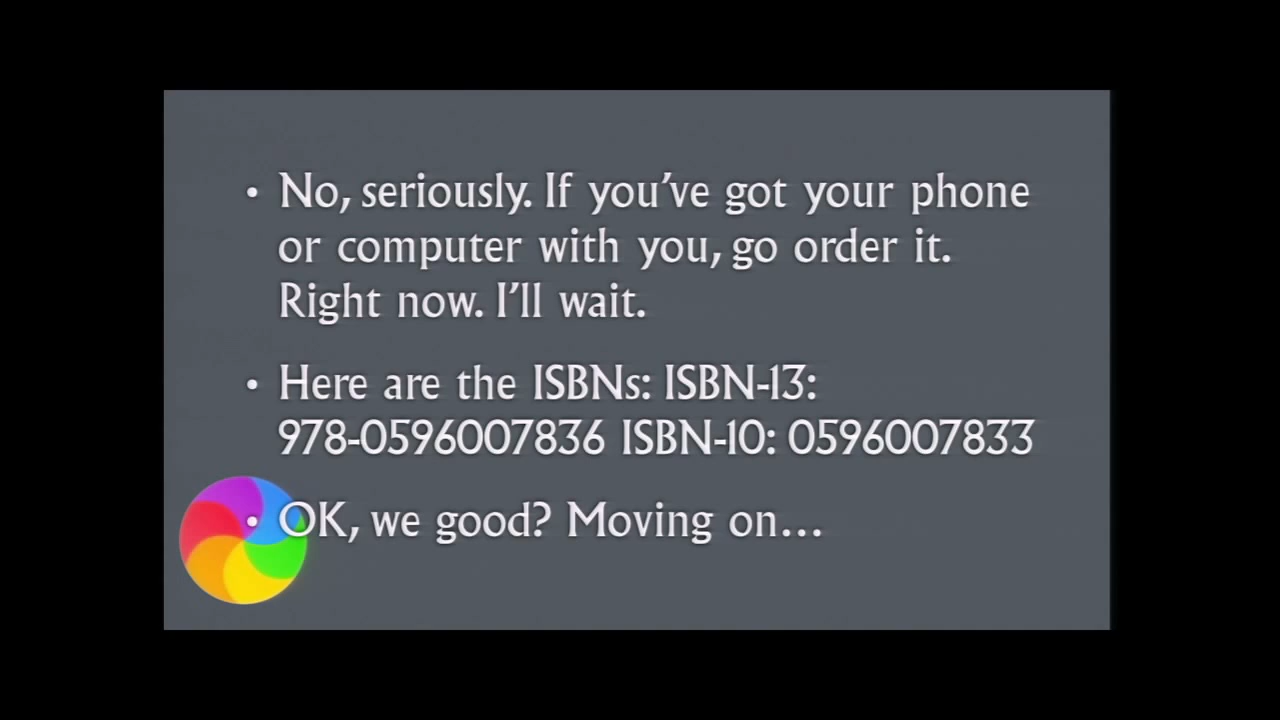 • No, seriously. If you've got your phone
or computer with you, go order it.
Right now. I'll wait.
• Here are the ISBNs: ISBN-13:
978-0596007836 ISBN-10: 0596007833
• OK, we good? Moving on...